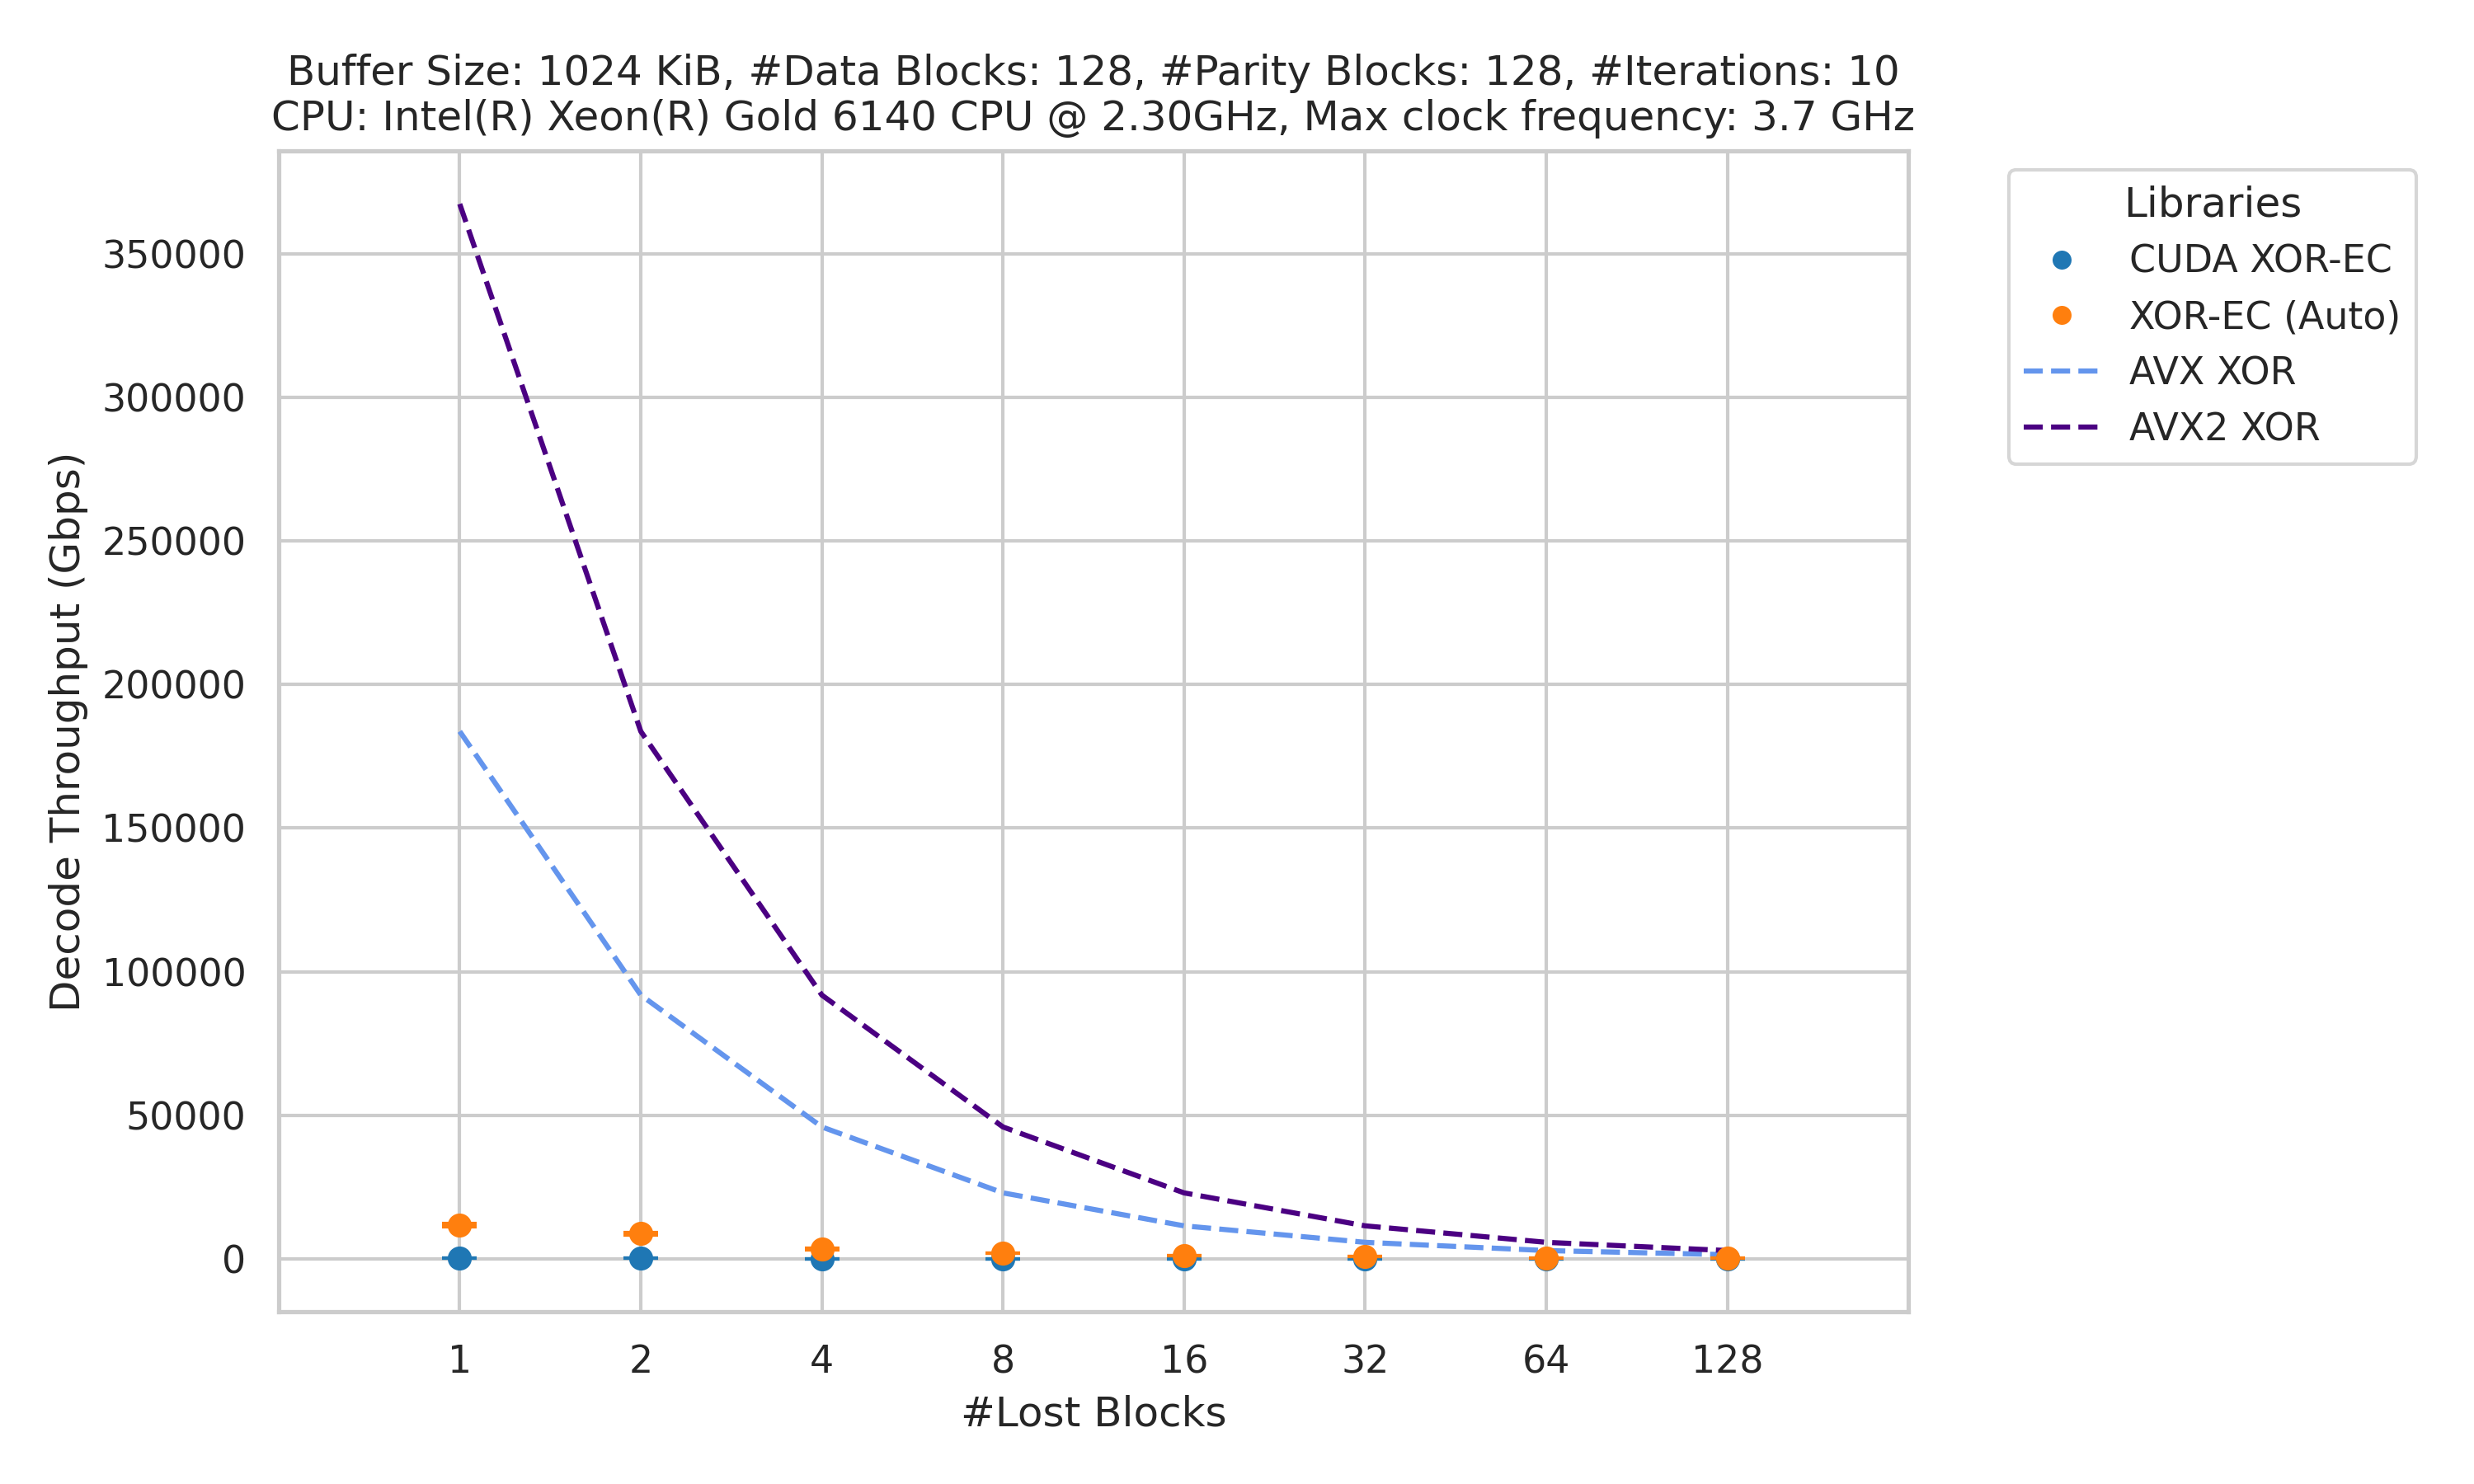 Buffer Size: 1024 KiB, #Data Blocks: 128, #Parity Blocks: 128, #Iterations: 10
CPU: Intel(R) Xeon(R) Gold 6140 CPU @ 2.30GHz, Max clock frequency: 3.7 GHz
Decode Throughput (Gbps)
350000
300000
250000
200000
150000
100000
50000
0
1 2 4 8 16 32 64 128
#Lost Blocks
Libraries
CUDA XOR-EC
XOR-EC (Auto)
AVX XOR
AVX2 XOR